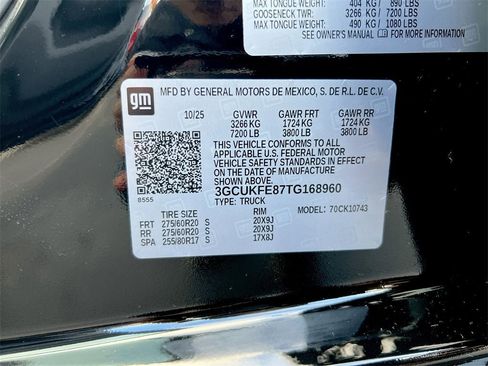 MAX TONGUE WEIGHT: 404 KG/ 890 LBS
GOOSENECK TWR: 3266 KG / 7200 LBS
MAX TONGUE WEIGHT: 490 KG / 1080 LBS
SEE OWNER'S MANUAL FOR MORE INFORMATION
gm MFD BY GENERAL MOTORS DE MEXICO, S. DE R.L. DE C.V.
10/25 GVWR GAWR FRT GAWR RR
3266 KG 1724 KG 1724 KG
7200 LB 3800 LB 3800 LB
THIS VEHICLE CONFORMS TO ALL
APPLICABLE U.S. FEDERAL MOTOR
VEHICLE SAFETY STANDARDS IN EFFECT
ON THE DATE OF MANUFACTURE
SHOWN ABOVE.
3GCUKFE87TG168960
8555 TYPE: TRUCK
TIRE SIZE RIM MODEL: 70CK10743
FRT 275/60R20 S 20X9J
RR 275/60R20 S 20X9J
SPA 255/80R17 S 17X8J